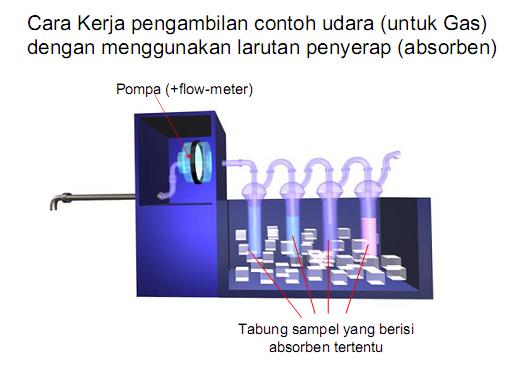 Cara Kerja pengambilan contoh udara (untuk Gas)
dengan menggunakan larutan penyerap (absorben)
Pompa (+flow-meter)
Tabung sampel yang berisi
absorben tertentu